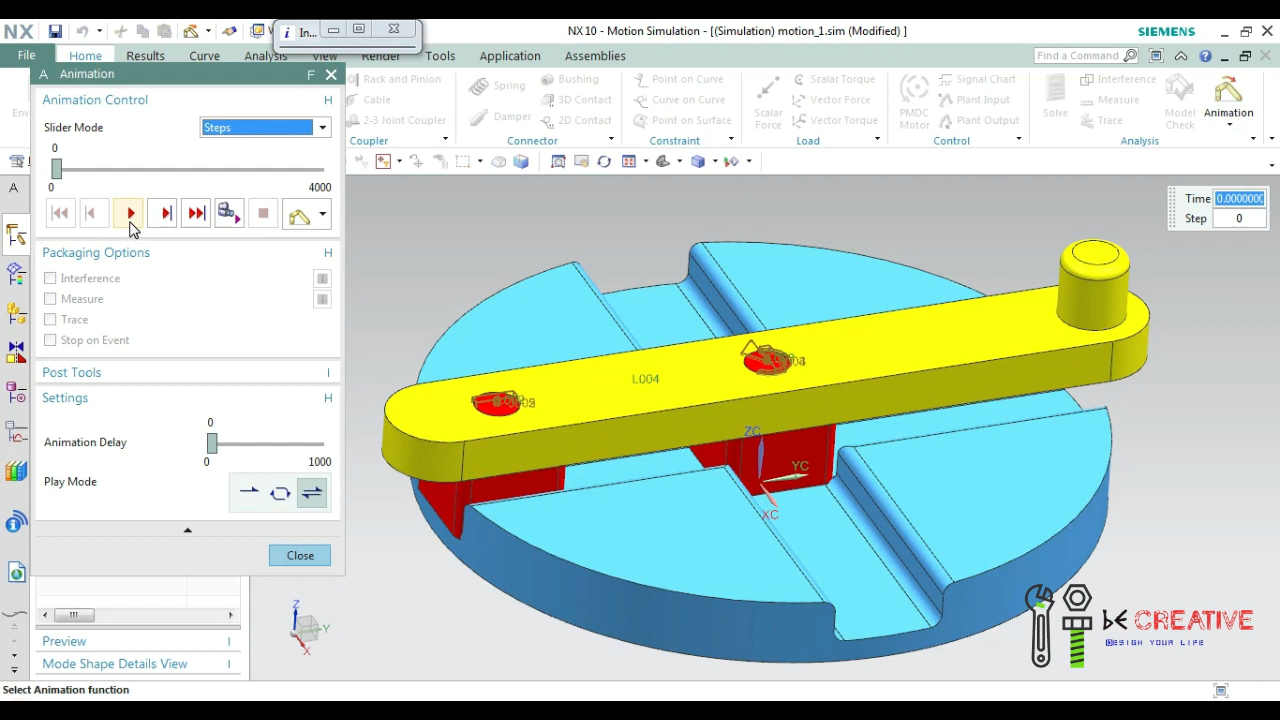 NX
In...
NX 10 - Motion Simulation - [(Simulation) motion_1.sim (Modified) ]
SIEMENS
File
Home
Results
Curve
Analysis
View
Render
Tools
Application
Assemblies
Find a Command
Animation
Rack and Pinion
Cable
2-3 Joint Coupler
Coupler
Spring
Damper
Bushing
3D Contact
2D Contact
Connector
Point on Curve
Curve on Curve
Point on Surface
Constraint
Scalar Force
Scalar Torque
Vector Force
Vector Torque
Load
PMDC Motor
Signal Chart
Plant Input
Plant Output
Control
Solve
Interference
Measure
Trace
Model Check
Animation
Analysis
Animation Control
Slider Mode
Steps
0
0
4000
Time
0.0000000
Step
0
Packaging Options
Interference
Measure
Trace
Stop on Event
Post Tools
Settings
0
Animation Delay
0
1000
Play Mode
Close
L004
ZC
YC
XC
Z
Y
X
Preview
Mode Shape Details View
bE CREATIVE
DESIGN YOUR LIFE
Select Animation function